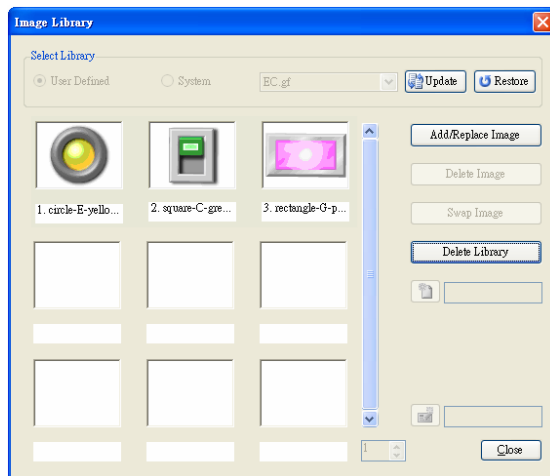 Image Library
Select Library
User Defined
System
EC.gf
Update
Restore
Add/Replace Image
1. circle-E-yello...
2. square-C-gre...
3. rectangle-G-p...
Delete Image
Swap Image
Delete Library
1
Close